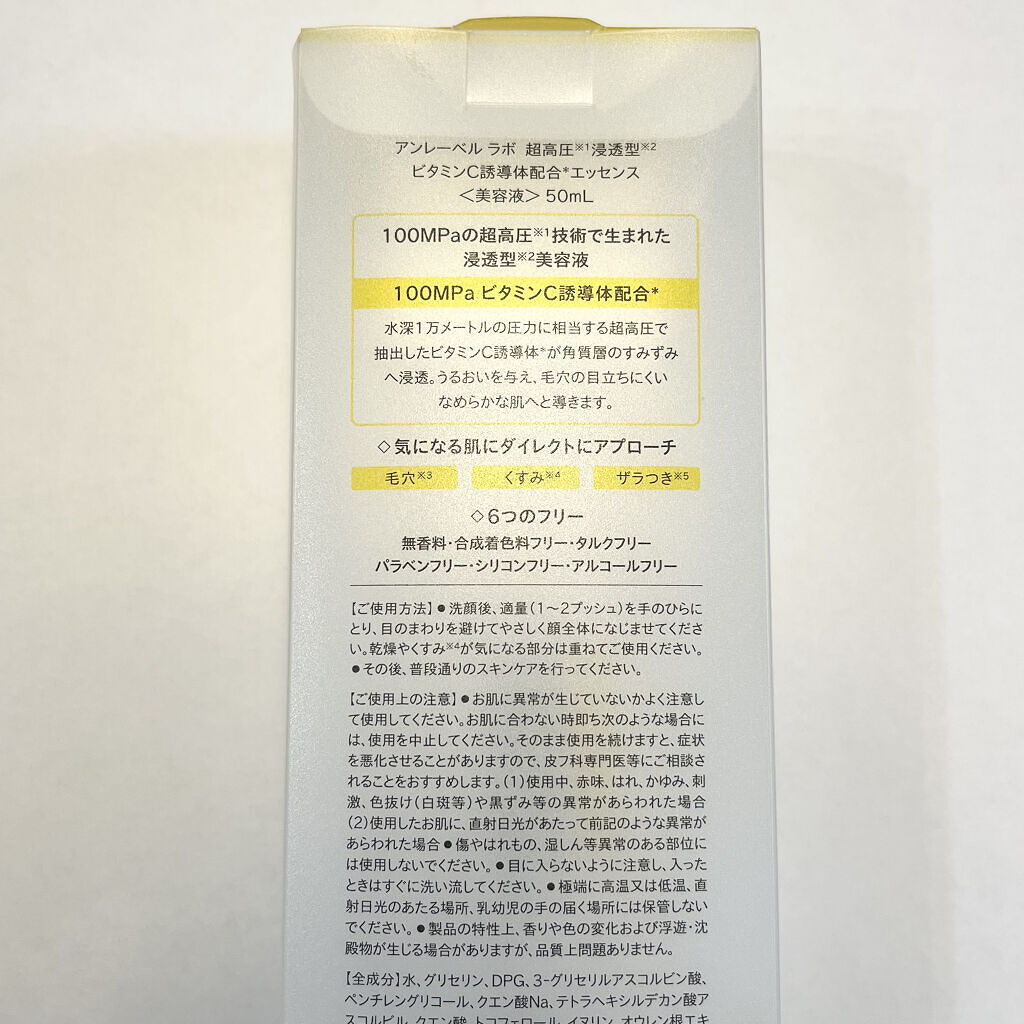 アンレーベル ラボ 超高圧※1浸透型※2
ビタミンC誘導体配合*エッセンス
＜美容液＞ 50mL
100MPaの超高圧※1技術で生まれた
浸透型※2美容液
100MPa ビタミンC誘導体配合*
水深1万メートルの圧力に相当する超高圧で
抽出したビタミンC誘導体*が角質層のすみずみ
へ浸透。うるおいを与え、毛穴の目立ちにくい
なめらかな肌へと導きます。
◇気になる肌にダイレクトにアプローチ
毛穴※3 くすみ※4 ザラつき※5
◇6つのフリー
無香料・合成着色料フリー・タルクフリー
パラベンフリー・シリコンフリー・アルコールフリー
【ご使用方法】●洗顔後、適量（1〜2プッシュ）を手のひらに
とり、目のまわりを避けてやさしく顔全体になじませてくださ
い。乾燥やくすみ※4が気になる部分は重ねてご使用ください。
●その後、普段通りのスキンケアを行ってください。
【ご使用上の注意】●お肌に異常が生じていないかよく注意し
て使用してください。お肌に合わない時即ち次のような場合に
は、使用を中止してください。そのまま使用を続けますと、症状
を悪化させることがありますので、皮フ科専門医等にご相談さ
れることをおすすめします。（1）使用中、赤味、はれ、かゆみ、刺
激、色抜け（白斑等）や黒ずみ等の異常があらわれた場合
（2）使用したお肌に、直射日光があたって前記のような異常が
あらわれた場合●傷やはれもの、湿しん等異常のある部位に
は使用しないでください。●目に入らないように注意し、入った
ときはすぐに洗い流してください。●極端に高温又は低温、直
射日光のあたる場所、乳幼児の手の届く場所には保管しない
でください。●製品の特性上、香りや色の変化および浮遊・沈
殿物が生じる場合がありますが、品質上問題ありません。
【全成分】水、グリセリン、DPG、3-グリセリルアスコルビン酸、
ペンチレングリコール、クエン酸Na、テトラヘキシルデカン酸ア
スコルビル、クエン酸、トコフェロール、イヌリン、オウレン根エキ